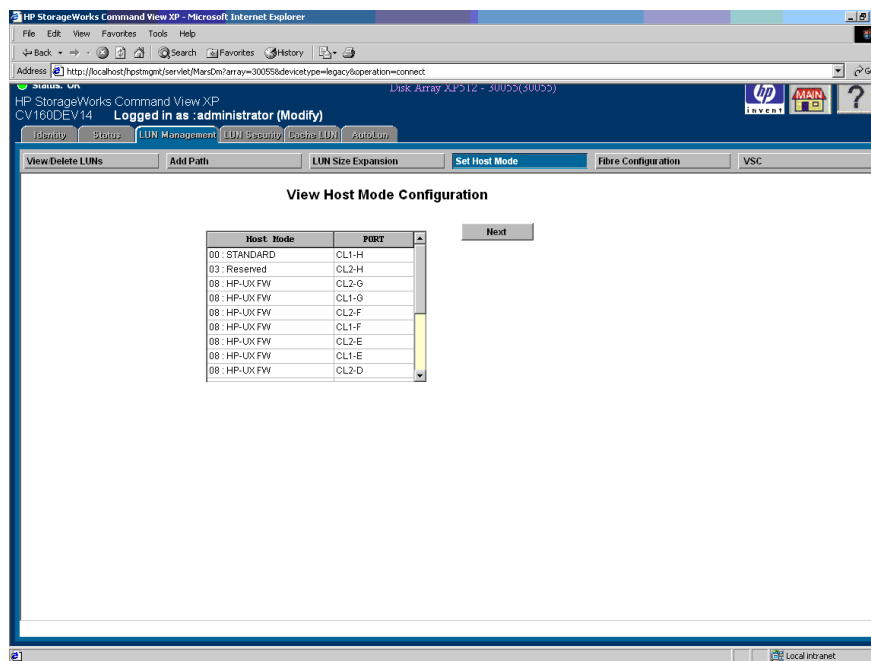 HP StorageWorks Command View XP - Microsoft Internet Explorer
File Edit View Favorites Tools Help
Back Search Favorites History
Address http://localhost/hpstmgmt/servlet/MarsDm?array=30055&devicetype=legacy&operation=connect Go
Status: OK
Disk Array XP512 - 30055(30055)
HP StorageWorks Command View XP
CV160DEV14 Logged in as :administrator (Modify)
hp
invent
MAIN
?
Identity Status LUN Management LUN Security Cache LUN AutoLun
View/Delete LUNs Add Path LUN Size Expansion Set Host Mode Fibre Configuration VSC
View Host Mode Configuration
Next
Host Mode PORT
00 : STANDARD CL1-H
03 : Reserved CL2-H
08 : HP-UX FW CL2-G
08 : HP-UX FW CL1-G
08 : HP-UX FW CL2-F
08 : HP-UX FW CL1-F
08 : HP-UX FW CL2-E
08 : HP-UX FW CL1-E
08 : HP-UX FW CL2-D
Local intranet